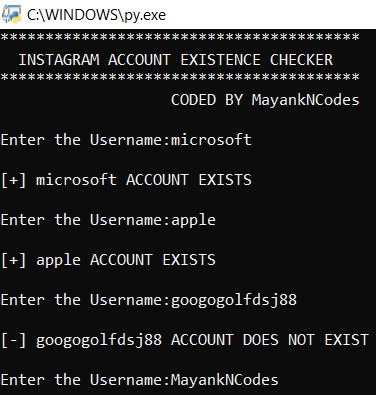 C:\WINDOWS\py.exe
****************************************
INSTAGRAM ACCOUNT EXISTENCE CHECKER
****************************************
CODED BY MayankNCodes
Enter the Username:microsoft
[+] microsoft ACCOUNT EXISTS
Enter the Username:apple
[+] apple ACCOUNT EXISTS
Enter the Username:googogolfdsj88
[-] googogolfdsj88 ACCOUNT DOES NOT EXIST
Enter the Username:MayankNCodes